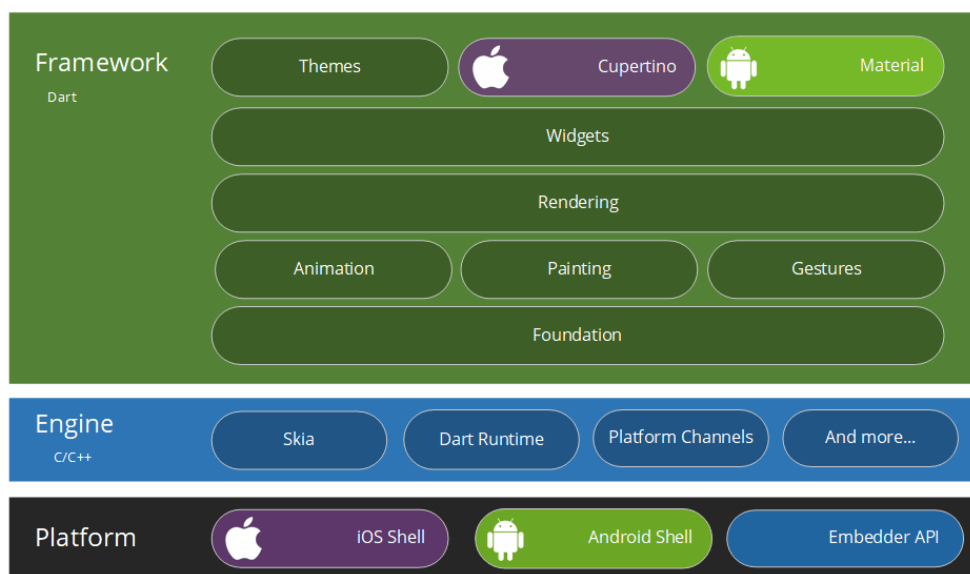 Framework
Dart
Themes
Cupertino
Material
Widgets
Rendering
Animation
Painting
Gestures
Foundation
Engine
C/C++
Skia
Dart Runtime
Platform Channels
And more...
Platform
iOS Shell
Android Shell
Embedder API